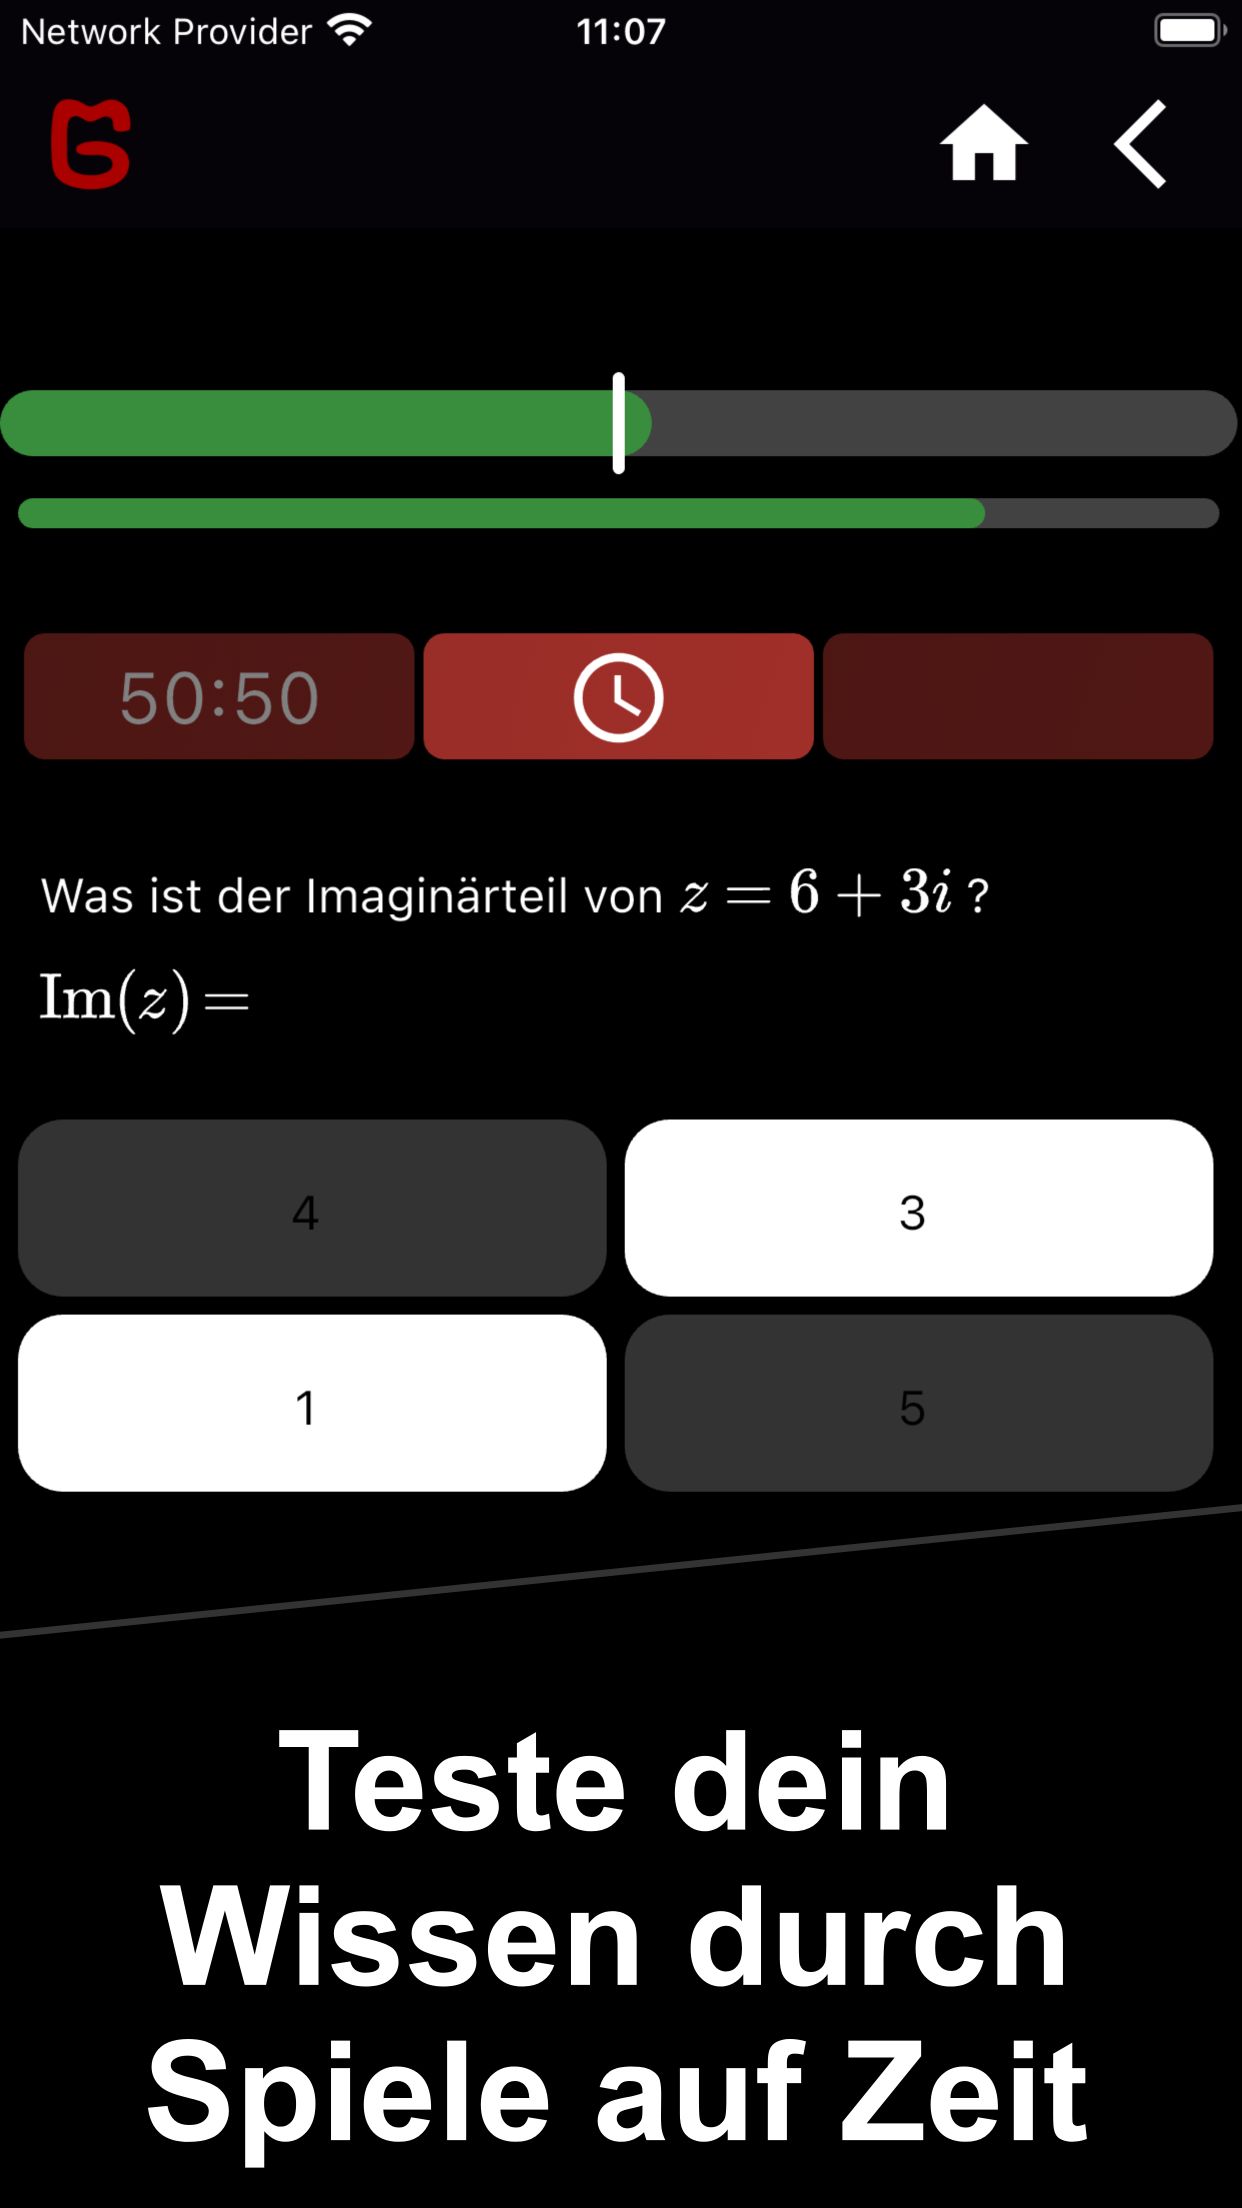 Network Provider 11:07
50:50
Was ist der Imaginärteil von z = 6 + 3i ?
Im(z) =
4 3
1 5
Teste dein
Wissen durch
Spiele auf Zeit